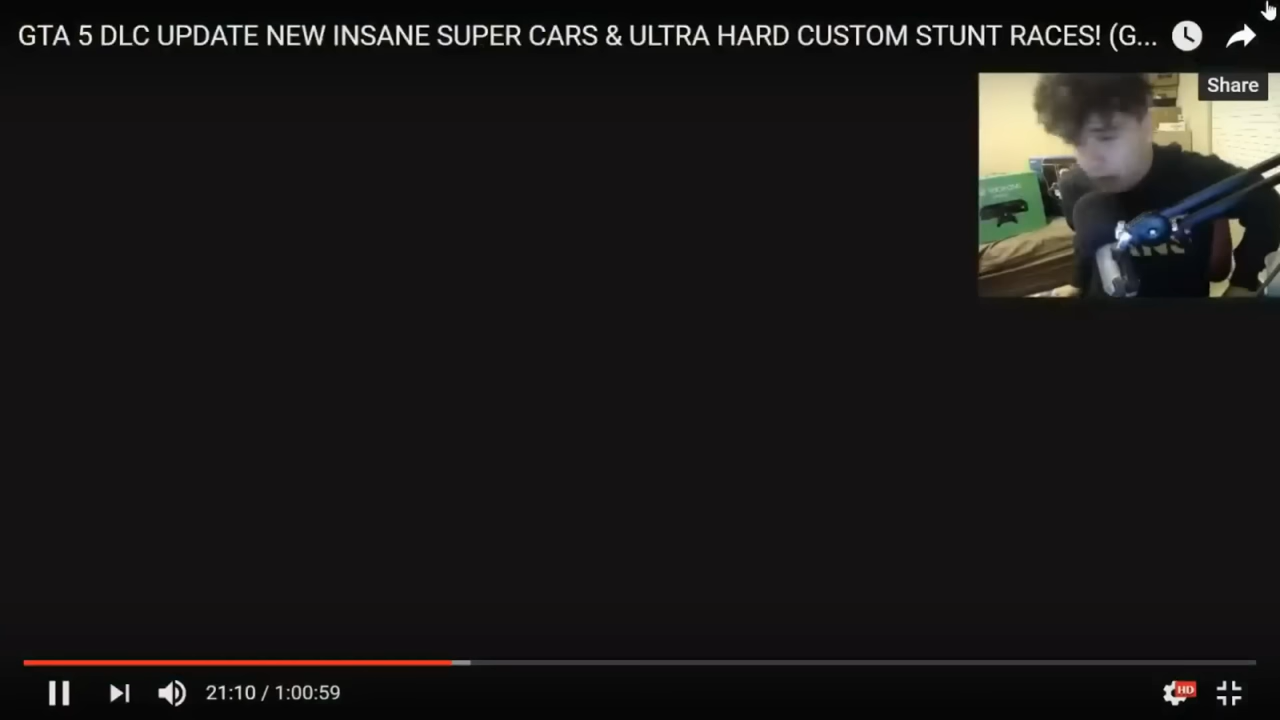 GTA 5 DLC UPDATE NEW INSANE SUPER CARS & ULTRA HARD CUSTOM STUNT RACES! (G...
Share
21:10 / 1:00:59
HD